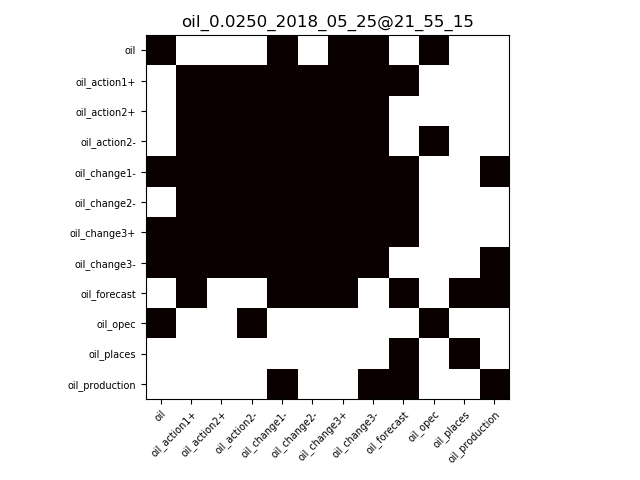 oil_0.0250_2018_05_25@21_55_15
oil
oil_action1+
oil_action2+
oil_action2-
oil_change1-
oil_change2-
oil_change3+
oil_change3-
oil_forecast
oil_opec
oil_places
oil_production
oil
oil_action1+
oil_action2+
oil_action2-
oil_change1-
oil_change2-
oil_change3+
oil_change3-
oil_forecast
oil_opec
oil_places
oil_production